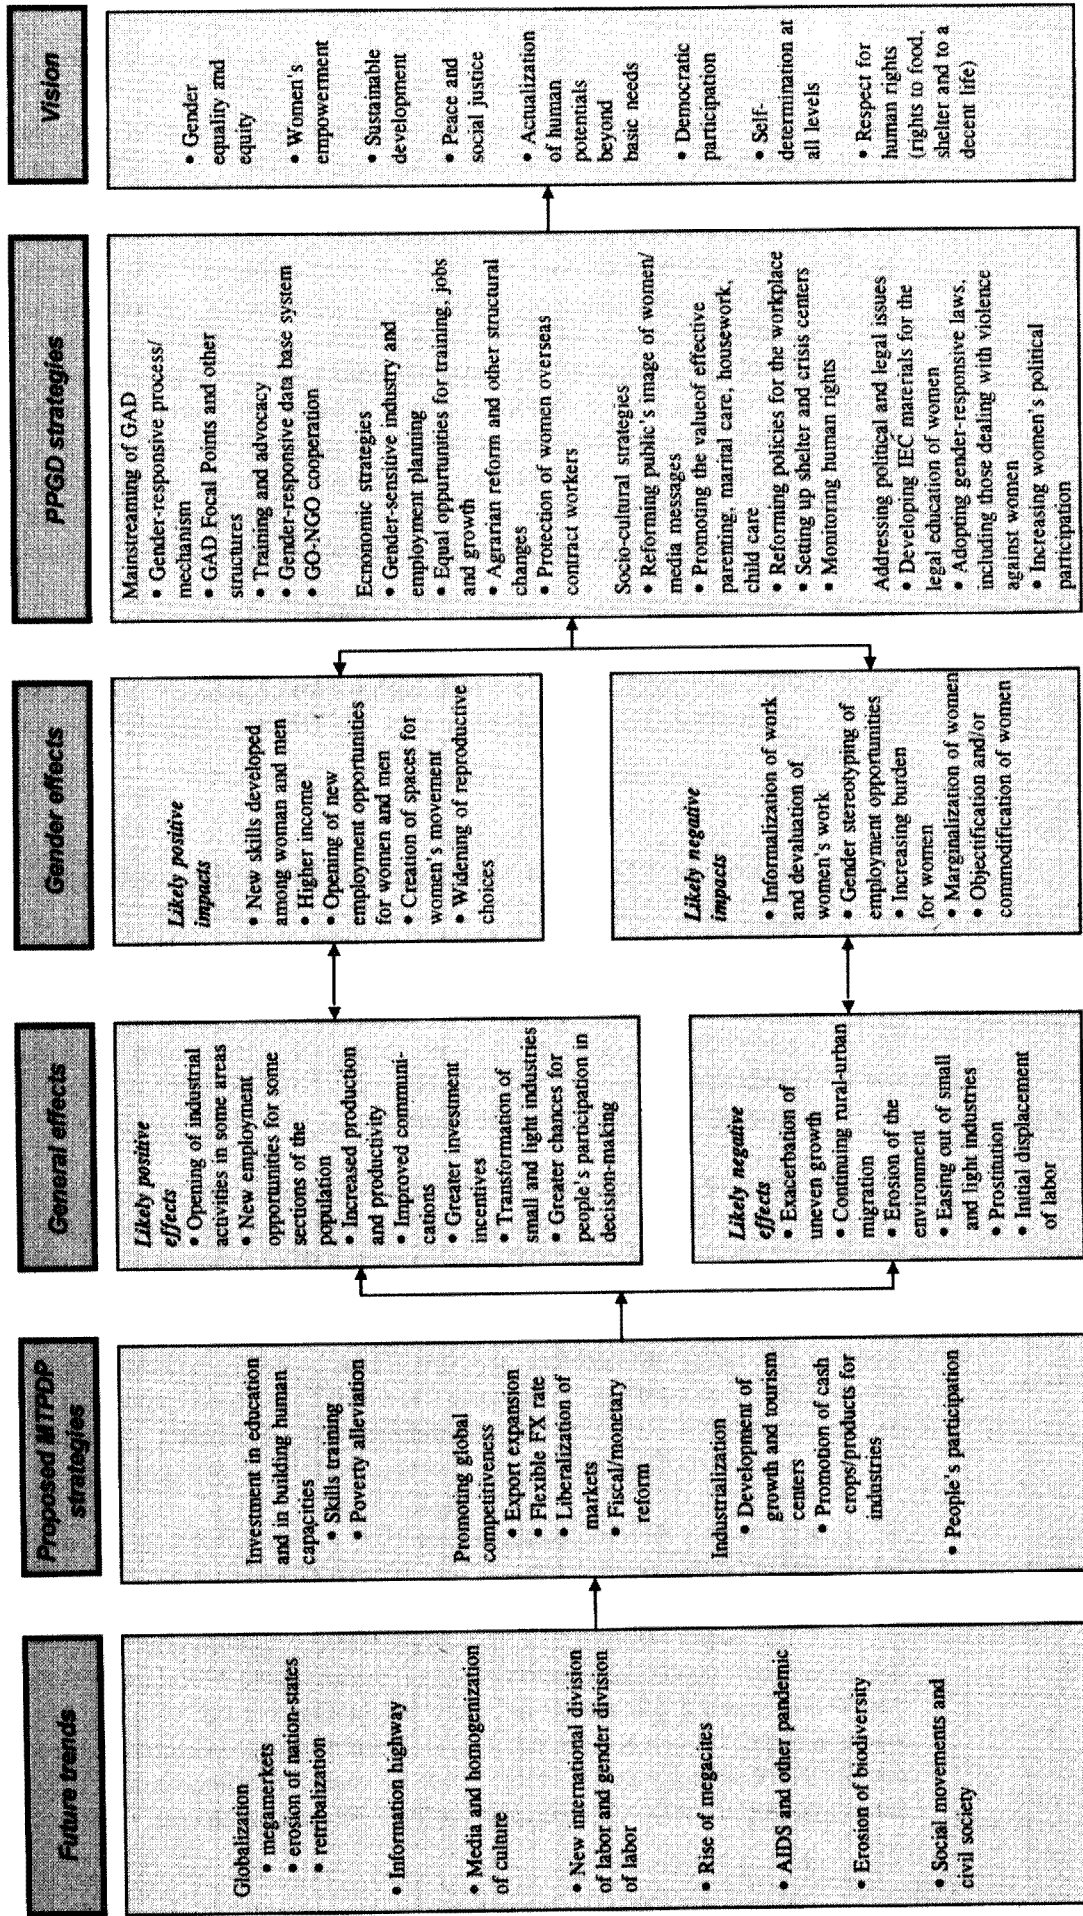 Future trends
Globalization
• megamerkets
• erosion of nation-states
• retribalization
• Information highway
• Media and homogenization
of culture
• New international division
of labor and gender division
of labor
• Rise of megacites
• AIDS and other pandemic
• Erosion of biodiversity
• Social movements and
civil society
Proposed MTPDP
strategies
Investment in education
and in building human
capacities
• Skills training
• Poverty alleviation
Promoting global
competitiveness
• Export expansion
• Flexible FX rate
• Liberalization of
markets
• Fiscal/monetary
reform
Industrialization
• Development of
growth and tourism
centers
• Promotion of cash
crops/products for
industries
• People's participation
General effects
Likely positive
effects
• Opening of industrial
activities in some areas
• New employment
opportunities for some
sections of the
population
• Increased production
and productivity
• Improved communi-
cations
• Greater investment
incentives
• Transformation of
small and light industries
• Greater chances for
people's participation in
decision-making
Likely negative
effects
• Exacerbation of
uneven growth
• Continuing rural-urban
migration
• Erosion of the
environment
• Easing out of small
and light industries
• Prostitution
• Initial displacement
of labor
Gender effects
Likely positive
impacts
• New skills developed
among woman and men
• Higher income
• Opening of new
employment opportunities
for women and men
• Creation of spaces for
women's movement
• Widening of reproductive
choices
Likely negative
impacts
• Informalization of work
and devaluation of
women's work
• Gender stereotyping of
employment opportunities
• Increasing burden
for women
• Marginalization of women
• Objectification and/or
commodification of women
PPGD strategies
Mainstreaming of GAD
• Gender-responsive process/
mechanism
• GAD Focal Points and other
structures
• Training and advocacy
• Gender-responsive data base system
• GO-NGO cooperation
Ecnonomic strategies
• Gender-sensitive industry and
employment planning
• Equal opportunities for training, jobs
and growth
• Agrarian reform and other structural
changes
• Protection of women overseas
contract workers
Socio-cultural strategies
• Reforming public's image of women/
media messages
• Promoting the valueof effective
parenting, marital care, housework,
child care
• Reforming policies for the workplace
• Setting up shelter and crisis centers
• Monitoring human rights
Addressing political and legal issues
• Developing IEC materials for the
legal education of women
• Adopting gender-responsive laws,
including those dealing with violence
against women
• Increasing women's political
participation
Vision
• Gender
equality and
equity
• Women's
empowerment
• Sustainable
development
• Peace and
social justice
• Actualization
of human
potentials
beyond
basic needs
• Democratic
participation
• Self-
determination at
all levels
• Respect for
human rights
(rights to food,
shelter and to a
decent life)